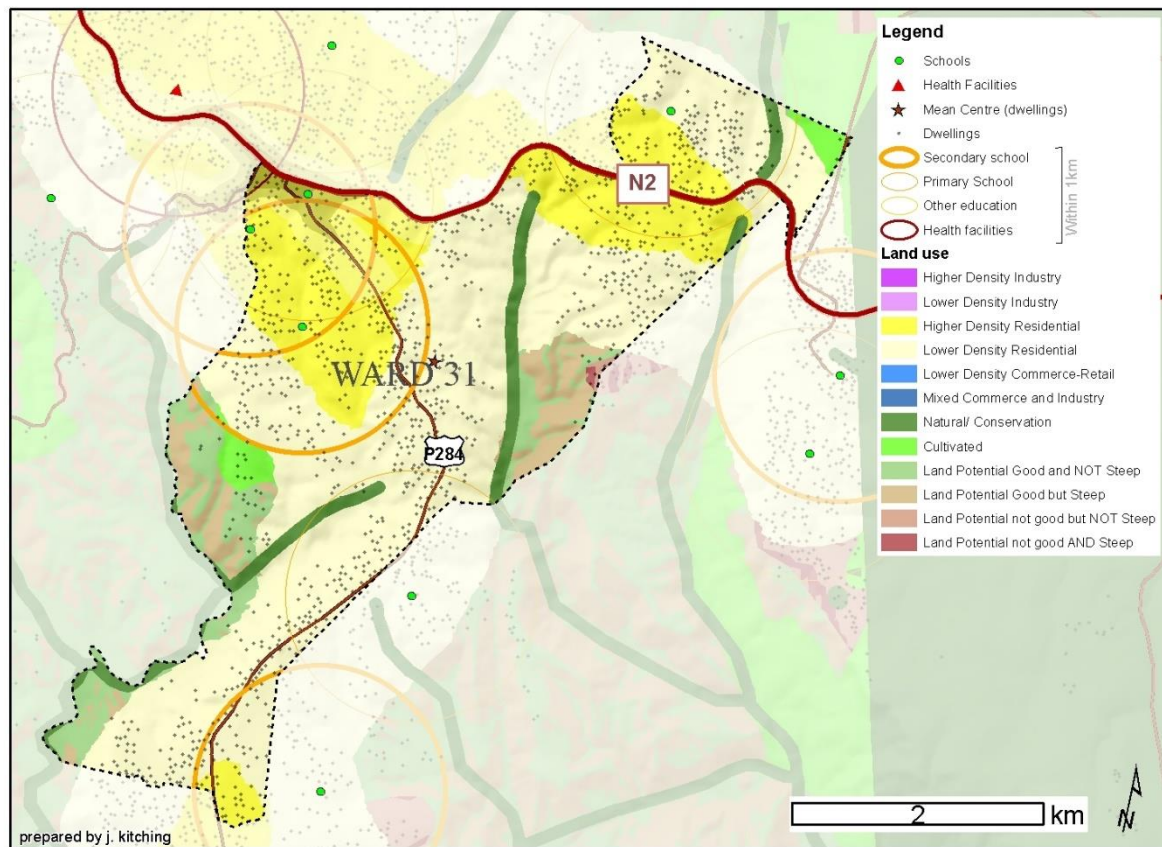 Legend
Schools
Health Facilities
Mean Centre (dwellings)
Dwellings
Secondary school
Primary School
Other education
Health facilities
Within 1km
Land use
Higher Density Industry
Lower Density Industry
Higher Density Residential
Lower Density Residential
Lower Density Commerce-Retail
Mixed Commerce and Industry
Natural/ Conservation
Cultivated
Land Potential Good and NOT Steep
Land Potential Good but Steep
Land Potential not good but NOT Steep
Land Potential not good AND Steep
N2
WARD 31
P284
2 km
N
prepared by j. kitching